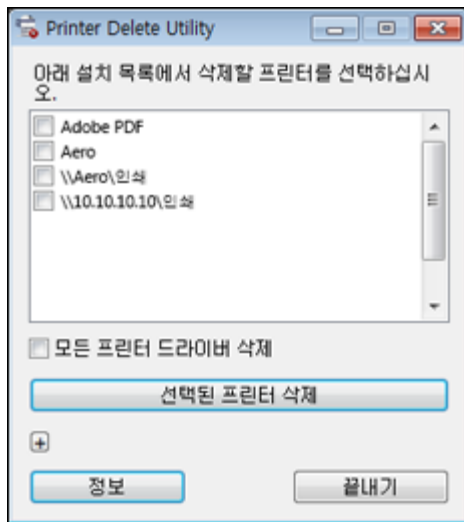 Printer Delete Utility
아래 설치 목록에서 삭제할 프린터를 선택하십시
오.
Adobe PDF
Aero
\\Aero\인쇄
\\10.10.10.10\인쇄
모든 프린터 드라이버 삭제
선택된 프린터 삭제
정보
끝내기